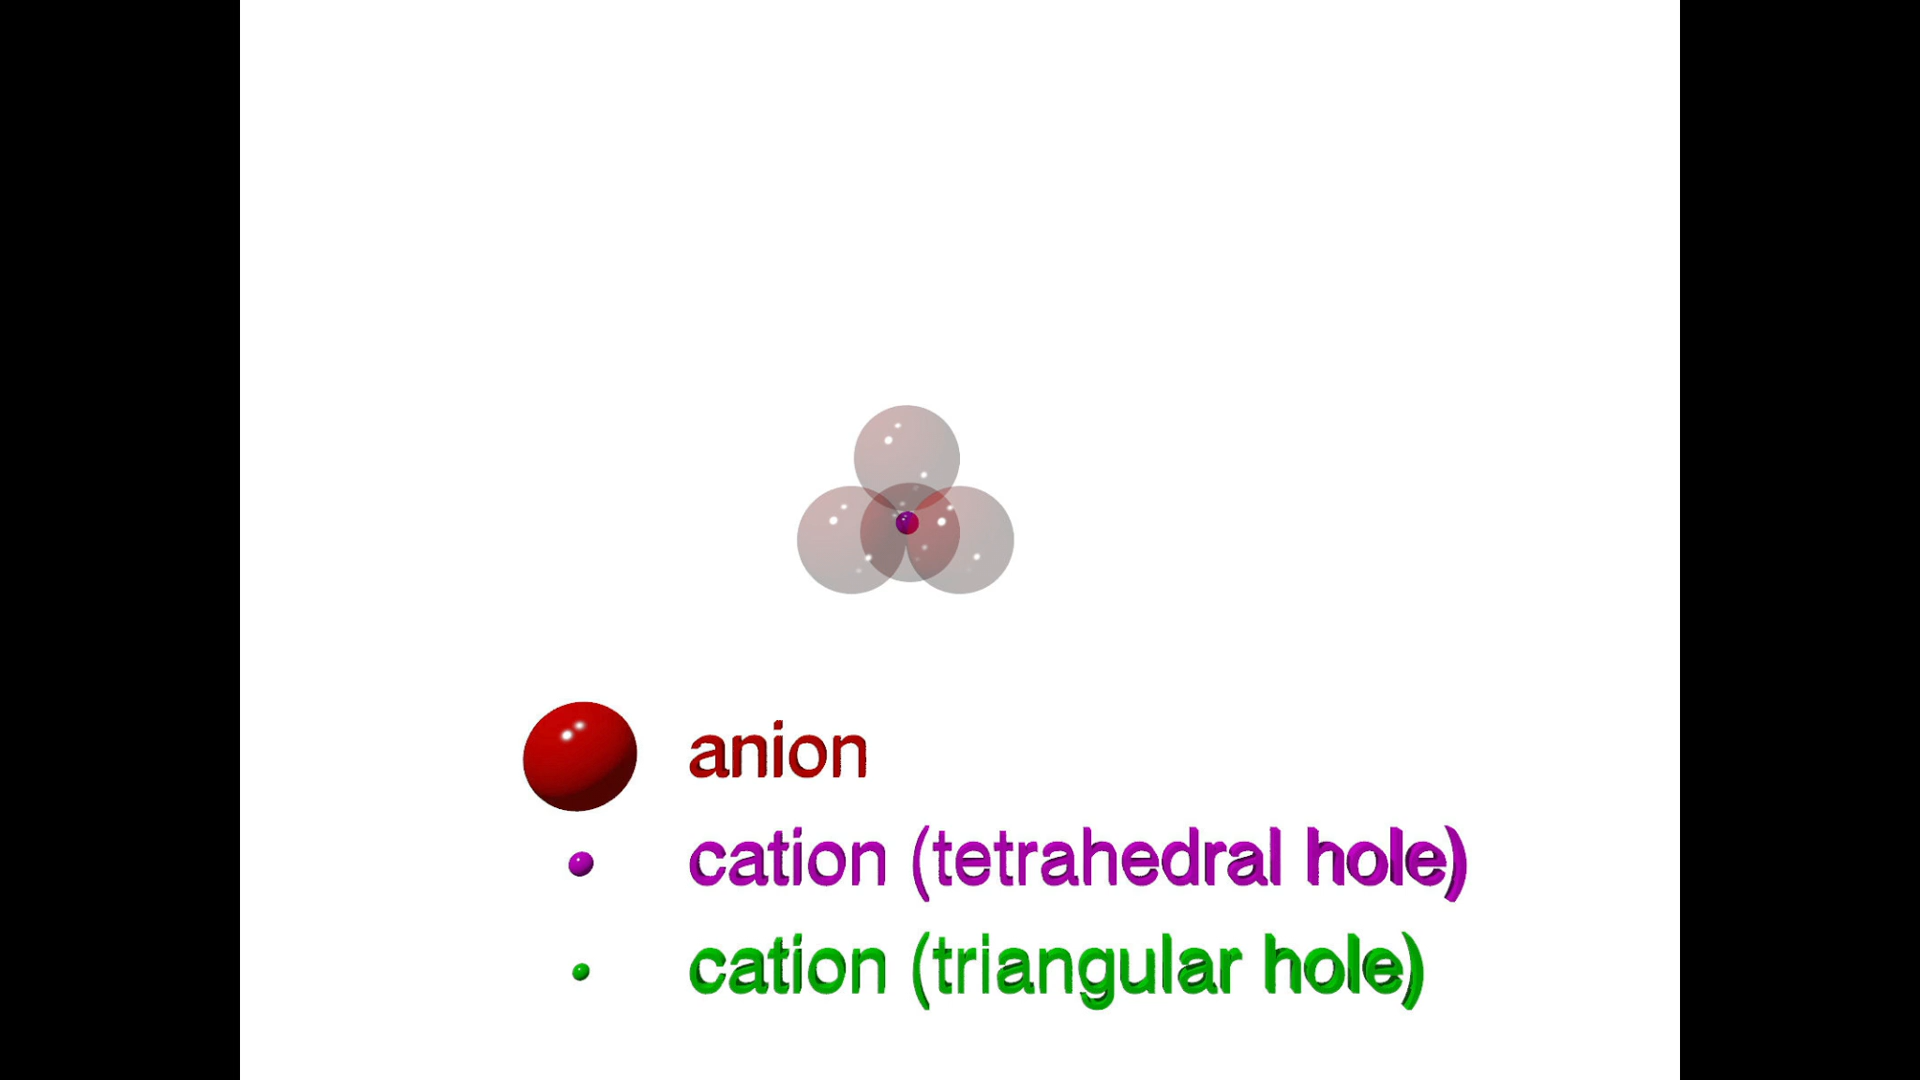 anion
cation (tetrahedral hole)
cation (triangular hole)